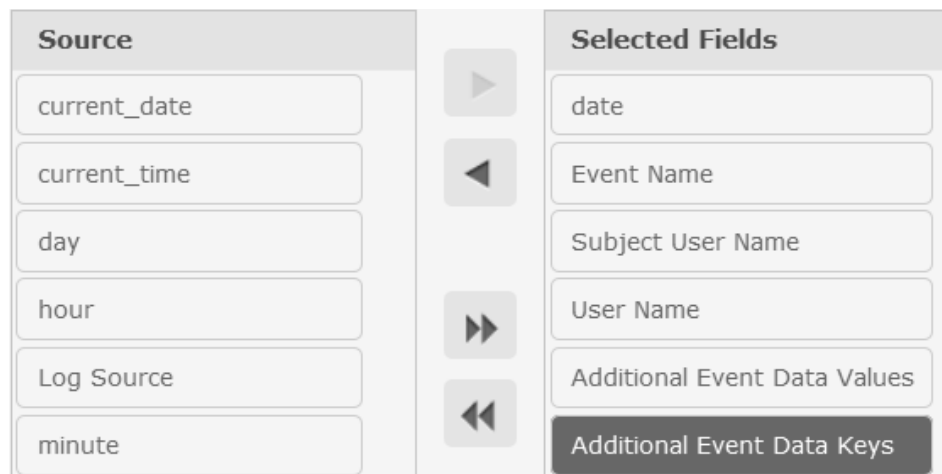 Source
current_date
current_time
day
hour
Log Source
minute
Selected Fields
date
Event Name
Subject User Name
User Name
Additional Event Data Values
Additional Event Data Keys